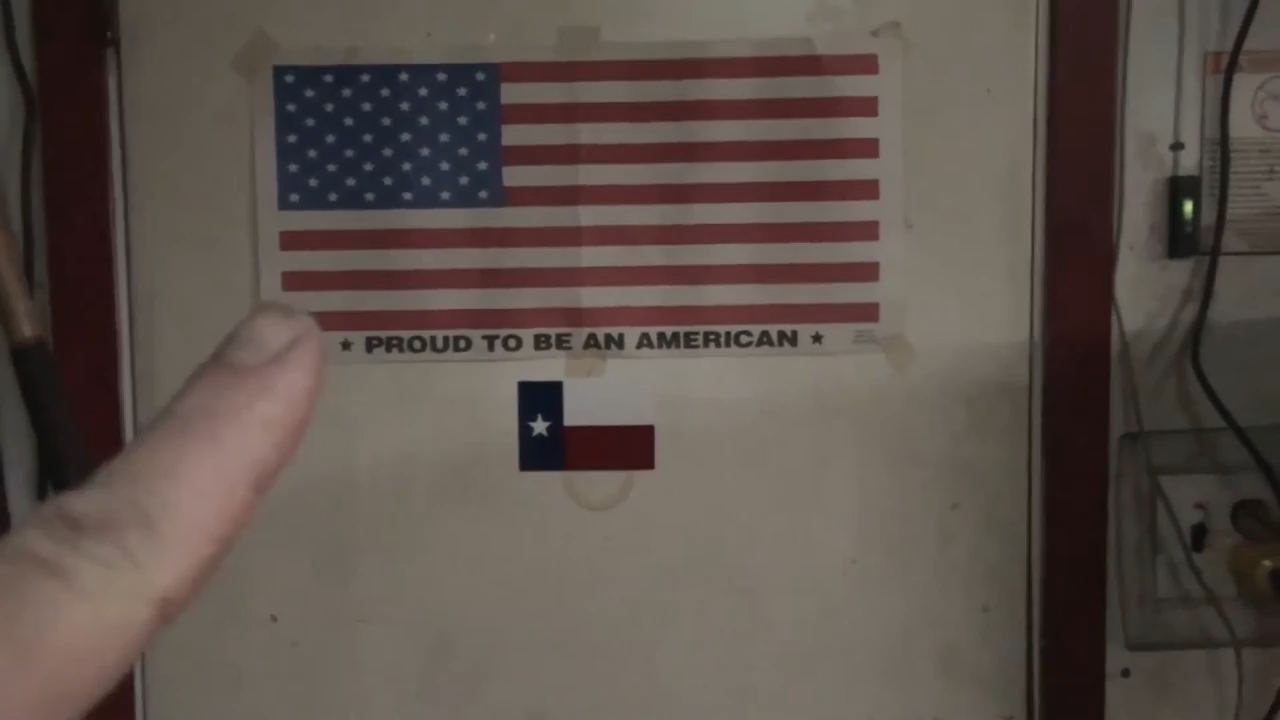 ★ PROUD TO BE AN AMERICAN ★